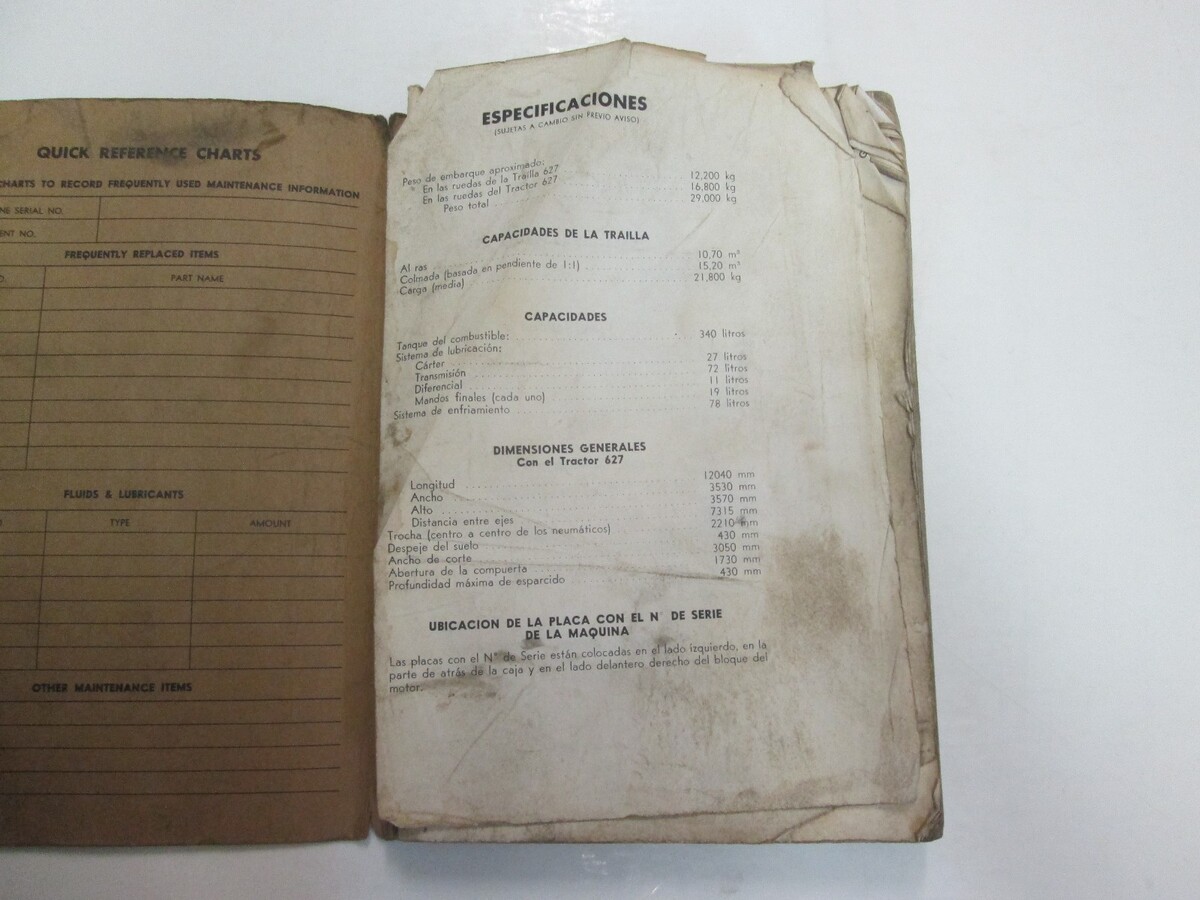 QUICK REFERENCE CHARTS
CHARTS TO RECORD FREQUENTLY USED MAINTENANCE INFORMATION
SERIAL NO.
NO.
FREQUENTLY REPLACED ITEMS
PART NAME
FLUIDS & LUBRICANTS
TYPE AMOUNT
OTHER MAINTENANCE ITEMS
ESPECIFICACIONES
(SUJETAS A CAMBIO SIN PREVIO AVISO)
Peso de embarque aproximado:
En las ruedas de la Trailla 627 12,200 kg
En las ruedas del Tractor 627 16,800 kg
Peso total 29,000 kg
CAPACIDADES DE LA TRAILLA
Al ras 10,70 m³
Colmada (basada en pendiente de 1:1) 15,20 m³
Carga (media) 21,800 kg
CAPACIDADES
Tanque del combustible: 340 litros
Sistema de lubricación:
Cárter 27 litros
Transmisión 72 litros
Diferencial 11 litros
Mandos finales (cada uno) 19 litros
Sistema de enfriamiento 78 litros
DIMENSIONES GENERALES
Con el Tractor 627
Longitud 12040 mm
Ancho 3530 mm
Alto 3570 mm
Distancia entre ejes 7315 mm
Trocha (centro a centro de los neumáticos) 2210 mm
Despeje del suelo 430 mm
Ancho de corte 3050 mm
Abertura de la compuerta 1730 mm
Profundidad máxima de esparcido 430 mm
UBICACION DE LA PLACA CON EL N° DE SERIE
DE LA MAQUINA
Las placas con el N° de Serie están colocadas en el lado izquierdo, en la
parte de atrás de la caja y en el lado delantero derecho del bloque del
motor.